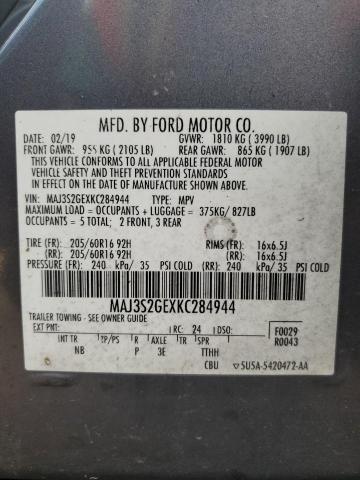 MFD. BY FORD MOTOR CO.
DATE: 02/19 GVWR: 1810 KG ( 3990 LB)
FRONT GAWR: 955 KG ( 2105 LB) REAR GAWR: 865 KG ( 1907 LB)
THIS VEHICLE CONFORMS TO ALL APPLICABLE FEDERAL MOTOR
VEHICLE SAFETY AND THEFT PREVENTION STANDARDS
IN EFFECT ON THE DATE OF MANUFACTURE SHOWN ABOVE.
VIN: MAJ3S2GEXKC284944 TYPE: MPV
MAXIMUM LOAD = OCCUPANTS + LUGGAGE = 375KG/827LB
OCCUPANTS = 5 TOTAL: 2 FRONT, 3 REAR
TIRE (FR): 205/60R16 92H RIMS (FR): 16x6.5J
(RR): 205/60R16 92H (RR): 16x6.5J
PRESSURE (FR): 240 kPa/ 35 PSI COLD (RR): 240 kPa/ 35 PSI COLD
MAJ3S2GEXKC284944
TRAILER TOWING - SEE OWNER GUIDE
EXT PNT: RC: 24 DSO: F0029
WB INT TR TP/PS R AXLE TR SPR R0043
NB P 3E TTHH
CBU 5U5A-5420472-AA